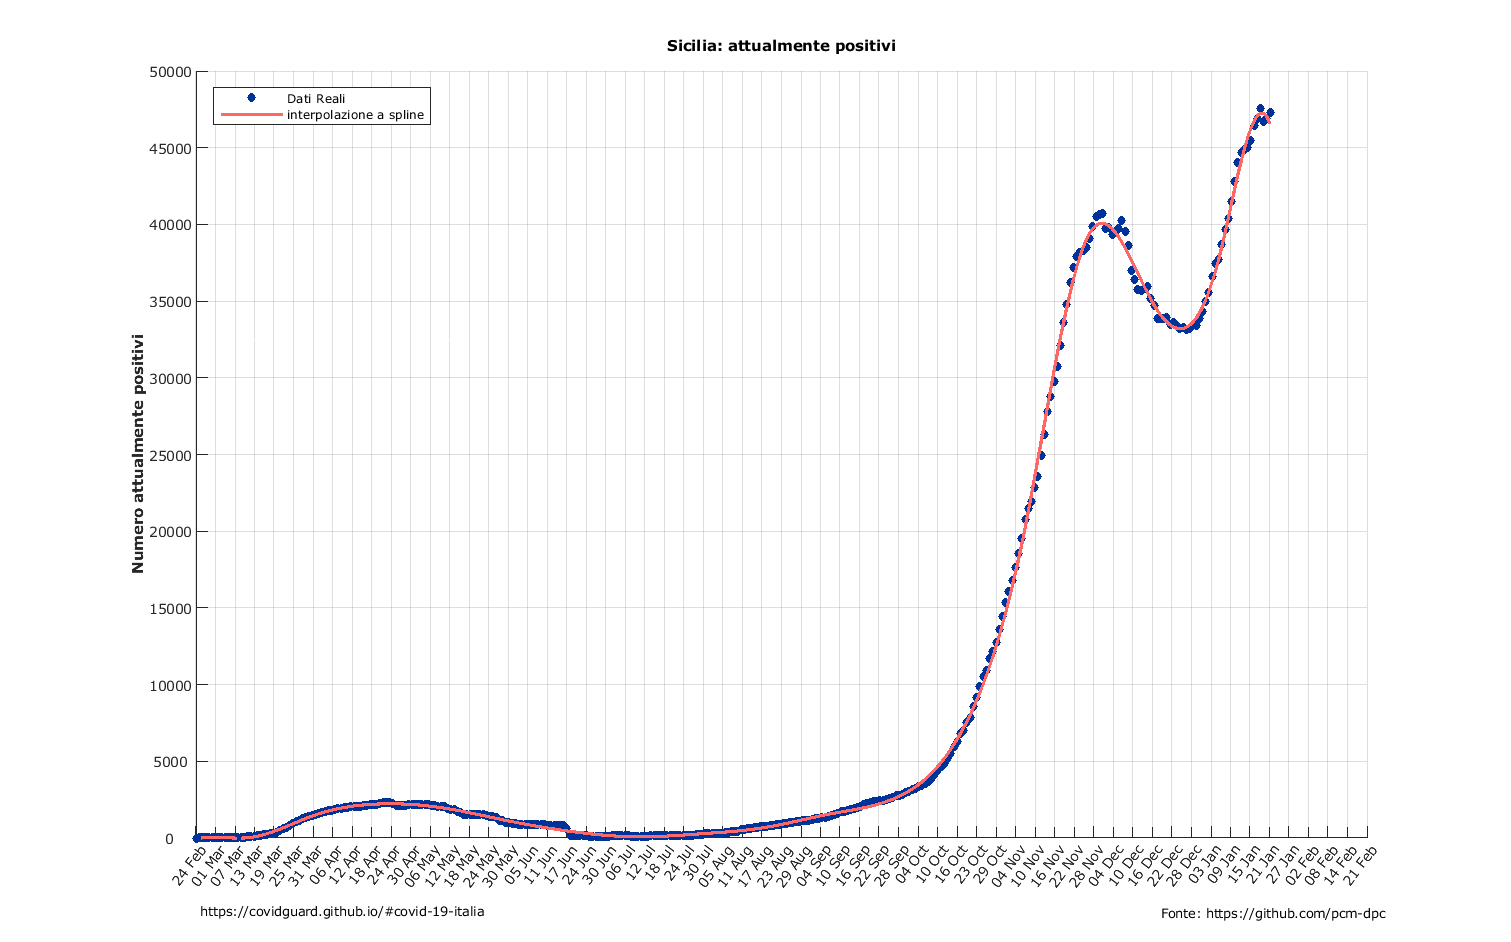 Sicilia: attualmente positivi
Dati Reali
interpolazione a spline
Numero attualmente positivi
50000
45000
40000
35000
30000
25000
20000
15000
10000
5000
0
24 Feb
01 Mar
07 Mar
13 Mar
19 Mar
25 Mar
31 Mar
06 Apr
12 Apr
18 Apr
24 Apr
30 Apr
06 May
12 May
18 May
24 May
30 May
05 Jun
11 Jun
17 Jun
24 Jun
30 Jun
06 Jul
12 Jul
18 Jul
24 Jul
30 Jul
05 Aug
11 Aug
17 Aug
23 Aug
29 Aug
04 Sep
10 Sep
16 Sep
22 Sep
28 Sep
04 Oct
10 Oct
16 Oct
23 Oct
29 Oct
04 Nov
10 Nov
16 Nov
22 Nov
28 Nov
04 Dec
10 Dec
16 Dec
22 Dec
28 Dec
03 Jan
09 Jan
15 Jan
21 Jan
27 Jan
02 Feb
08 Feb
14 Feb
21 Feb
https://covidguard.github.io/#covid-19-italia
Fonte: https://github.com/pcm-dpc